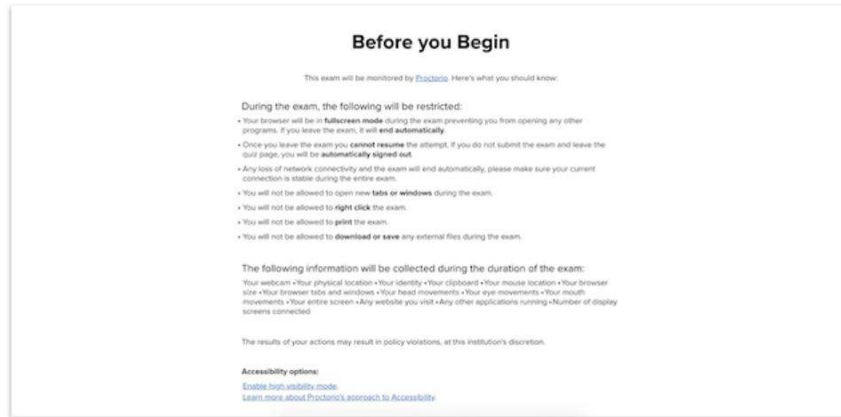 Before you Begin
This exam will be monitored by Proctorio. Here's what you should know:
During the exam, the following will be restricted:
• Your browser will be in fullscreen mode during the exam preventing you from opening any other
programs. If you leave the exam, it will end automatically.
• Once you leave the exam you cannot resume the attempt. If you do not submit the exam and leave the
quiz page, you will be automatically signed out.
• Any loss of network connectivity and the exam will end automatically, please make sure your current
connection is stable during the entire exam.
• You will not be allowed to open new tabs or windows during the exam.
• You will not be allowed to right click the exam.
• You will not be allowed to print the exam.
• You will not be allowed to download or save any external files during the exam.
The following information will be collected during the duration of the exam:
Your webcam •Your physical location •Your identity •Your clipboard •Your mouse location •Your browser
size •Your browser tabs and windows •Your head movements •Your eye movements •Your mouth
movements •Your entire screen •Any website you visit •Any other applications running •Number of display
screens connected
The results of your actions may result in policy violations, at this institution's discretion.
Accessibility options:
Enable high visibility mode.
Learn more about Proctorio's approach to Accessibility.